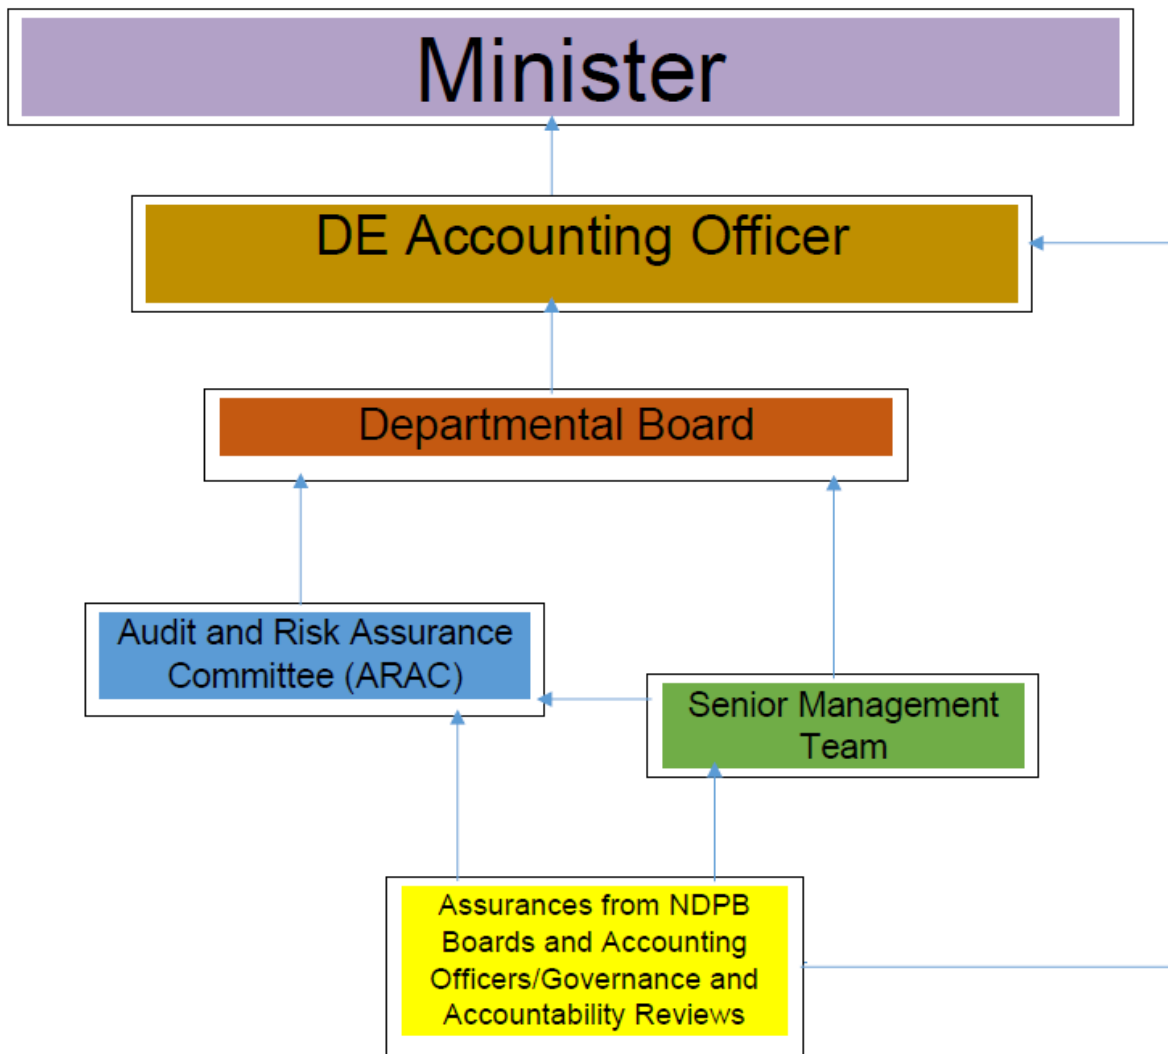 Minister
DE Accounting Officer
Departmental Board
Audit and Risk Assurance
Committee (ARAC)
Senior Management
Team
Assurances from NDPB
Boards and Accounting
Officers/Governance and
Accountability Reviews